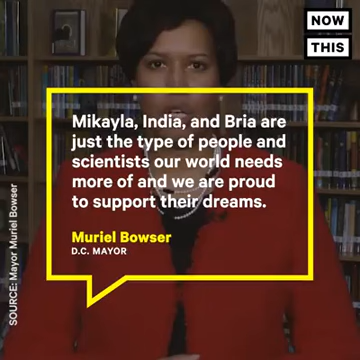 NOW
THIS
Mikayla, India, and Bria are
just the type of people and
scientists our world needs
more of and we are proud
to support their dreams.
Muriel Bowser
D.C. MAYOR
SOURCE: Mayor Muriel Bowser